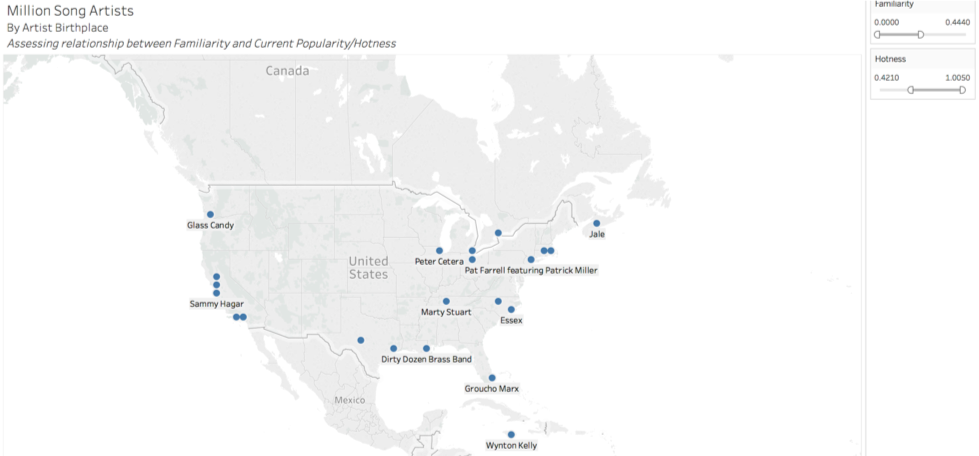 Million Song Artists
By Artist Birthplace
Assessing relationship between Familiarity and Current Popularity/Hotness
Familiarity
0.0000 0.4440
Hotness
0.4210 1.0050
Canada
Glass Candy
Jale
United
States
Peter Cetera
Pat Farrell featuring Patrick Miller
Sammy Hagar
Marty Stuart
Essex
Dirty Dozen Brass Band
Groucho Marx
Mexico
Wynton Kelly